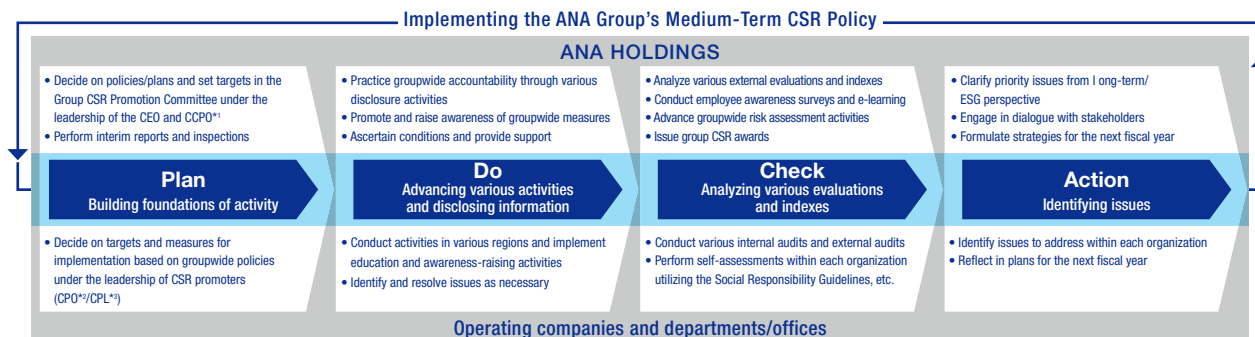 Implementing the ANA Group's Medium-Term CSR Policy
ANA HOLDINGS
• Decide on policies/plans and set targets in the
Group CSR Promotion Committee under the
leadership of the CEO and CCPO*1
• Perform interim reports and inspections
• Practice groupwide accountability through various
disclosure activities
• Promote and raise awareness of groupwide measures
• Ascertain conditions and provide support
• Analyze various external evaluations and indexes
• Conduct employee awareness surveys and e-learning
• Advance groupwide risk assessment activities
• Issue group CSR awards
• Clarify priority issues from l ong-term/
ESG perspective
• Engage in dialogue with stakeholders
• Formulate strategies for the next fiscal year
Plan
Building foundations of activity
Do
Advancing various activities
and disclosing information
Check
Analyzing various evaluations
and indexes
Action
Identifying issues
• Decide on targets and measures for
implementation based on groupwide policies
under the leadership of CSR promoters
(CPO*2/CPL*3)
• Conduct activities in various regions and implement
education and awareness-raising activities
• Identify and resolve issues as necessary
• Conduct various internal audits and external audits
• Perform self-assessments within each organization
utilizing the Social Responsibility Guidelines, etc.
• Identify issues to address within each organization
• Reflect in plans for the next fiscal year
Operating companies and departments/offices